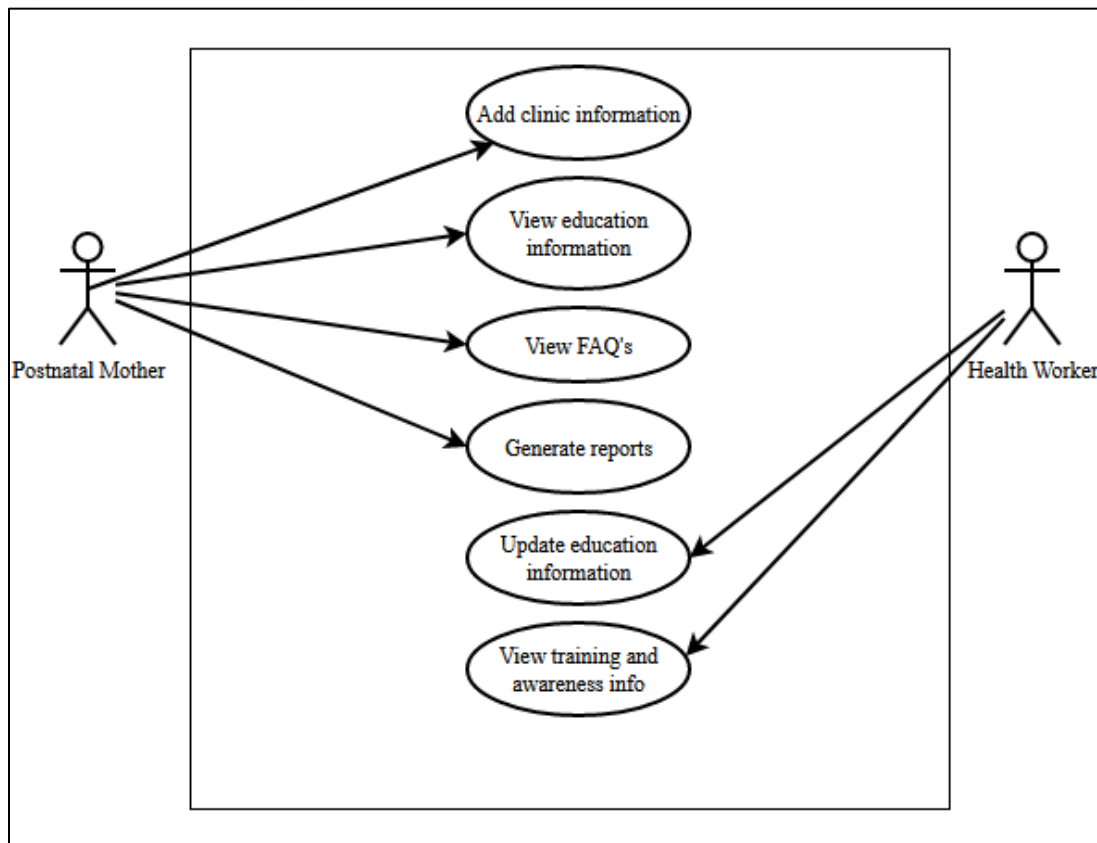 Add clinic information
View education
information
View FAQ's
Generate reports
Update education
information
View training and
awareness info
Postnatal Mother
Health Worker